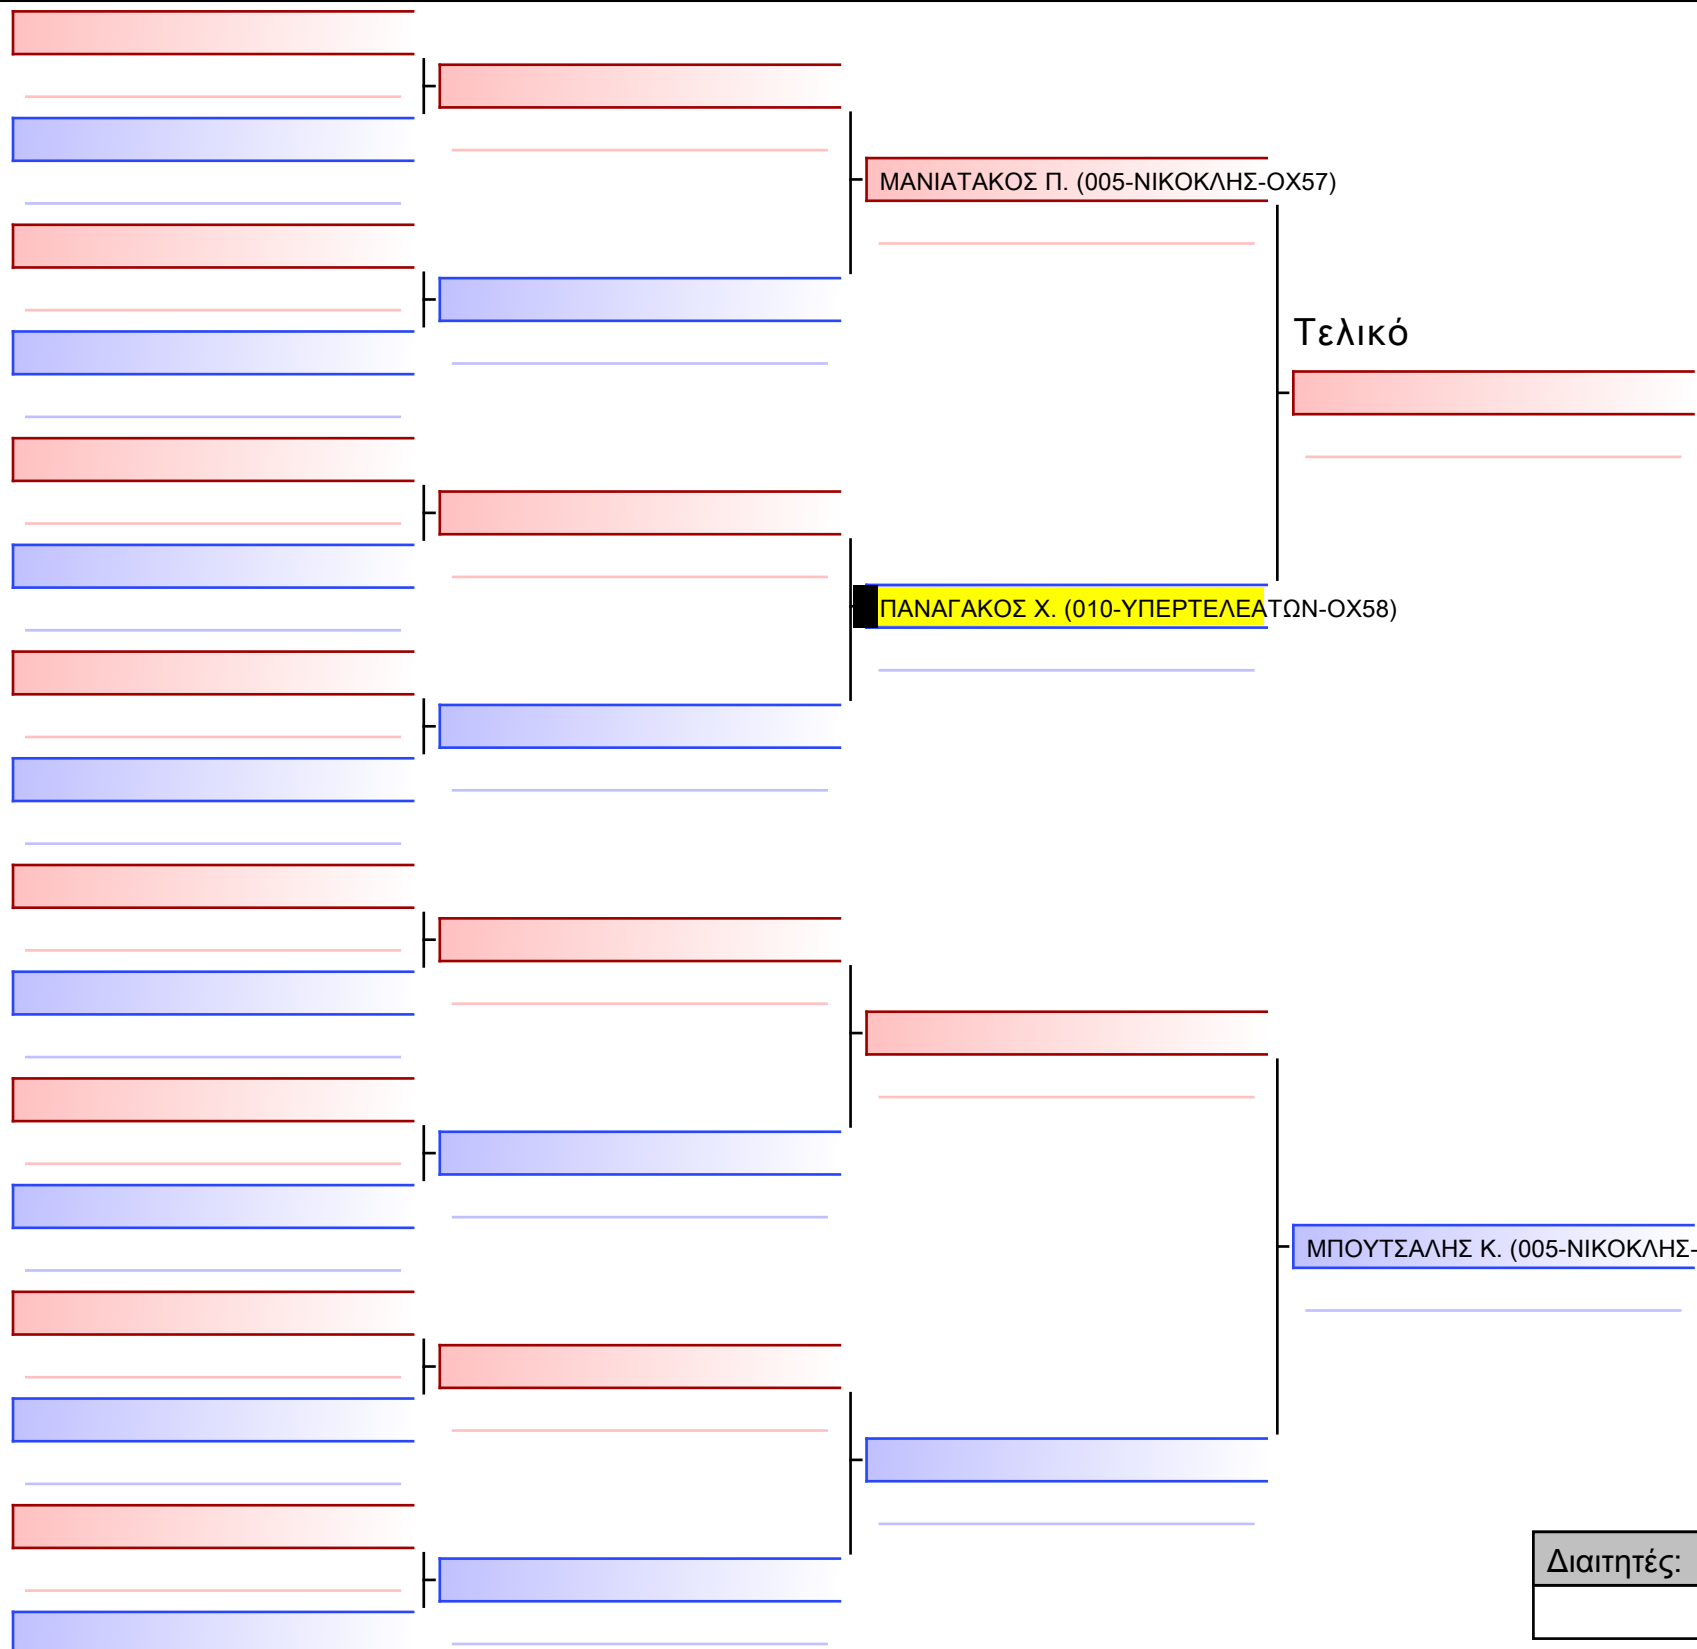 ΜΑΝΙΑΤΑΚΟΣ Π. (005-ΝΙΚΟΚΛΗΣ-ΟΧ57)
Τελικό
ΠΑΝΑΓΑΚΟΣ Χ. (010-ΥΠΕΡΤΕΛΕΑΤΩΝ-ΟΧ58)
ΜΠΟΥΤΣΑΛΗΣ Κ. (005-ΝΙΚΟΚΛΗΣ-
Διαιτητές: